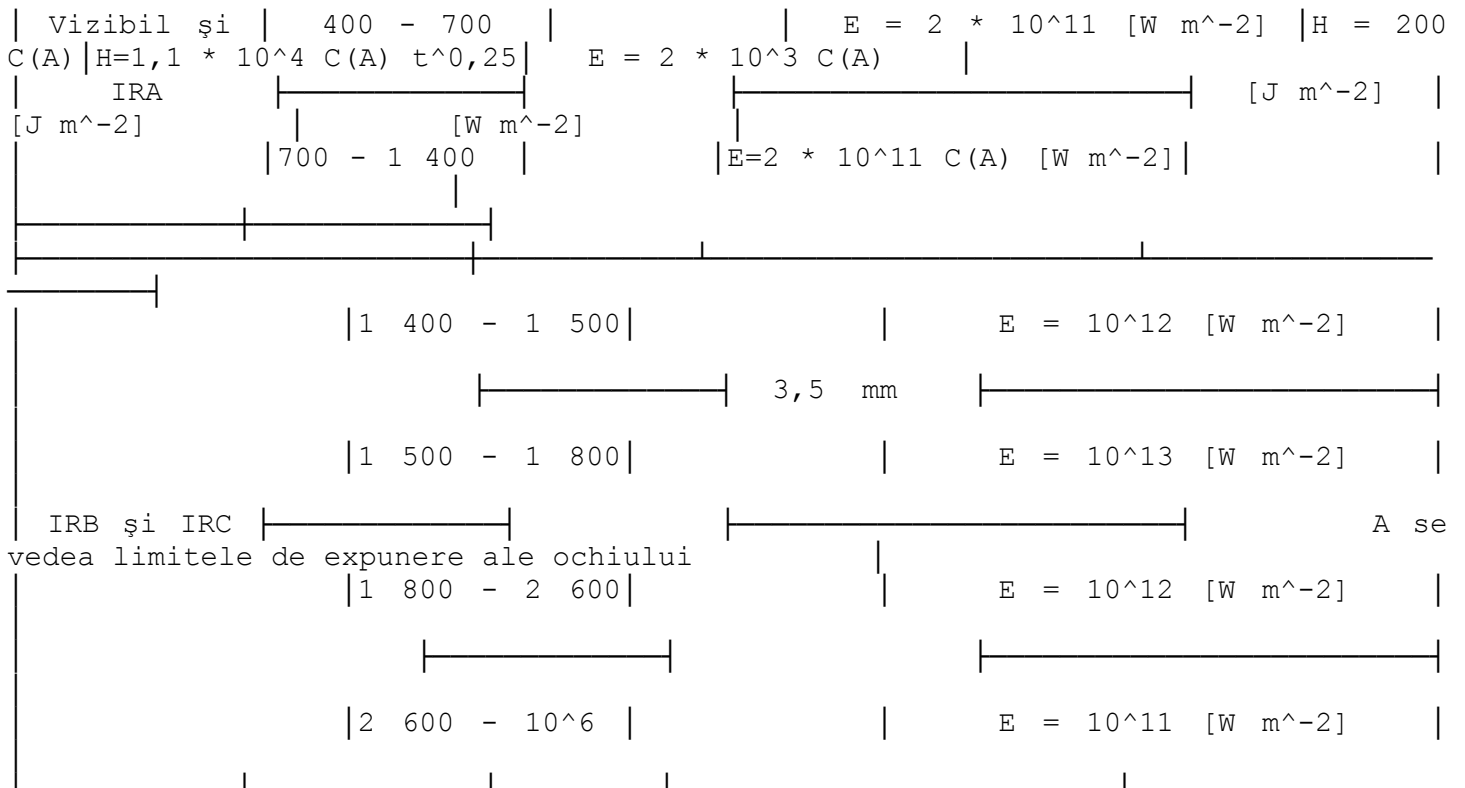 | Vizibil şi | 400 - 700 | | E = 2 * 10^11 [W m^-2] |H = 200
C(A)|H=1,1 * 10^4 C(A) t^0,25| E = 2 * 10^3 C(A) |
| IRA [J m^-2] |
[J m^-2] | [W m^-2] |
|700 - 1 400 | |E=2 * 10^11 C(A) [W m^-2]| |
|1 400 - 1 500| | E = 10^12 [W m^-2] |
3,5 mm
|1 500 - 1 800| | E = 10^13 [W m^-2] |
| IRB şi IRC A se
vedea limitele de expunere ale ochiului |
|1 800 - 2 600| | E = 10^12 [W m^-2] |
|2 600 - 10^6 | | E = 10^11 [W m^-2] |